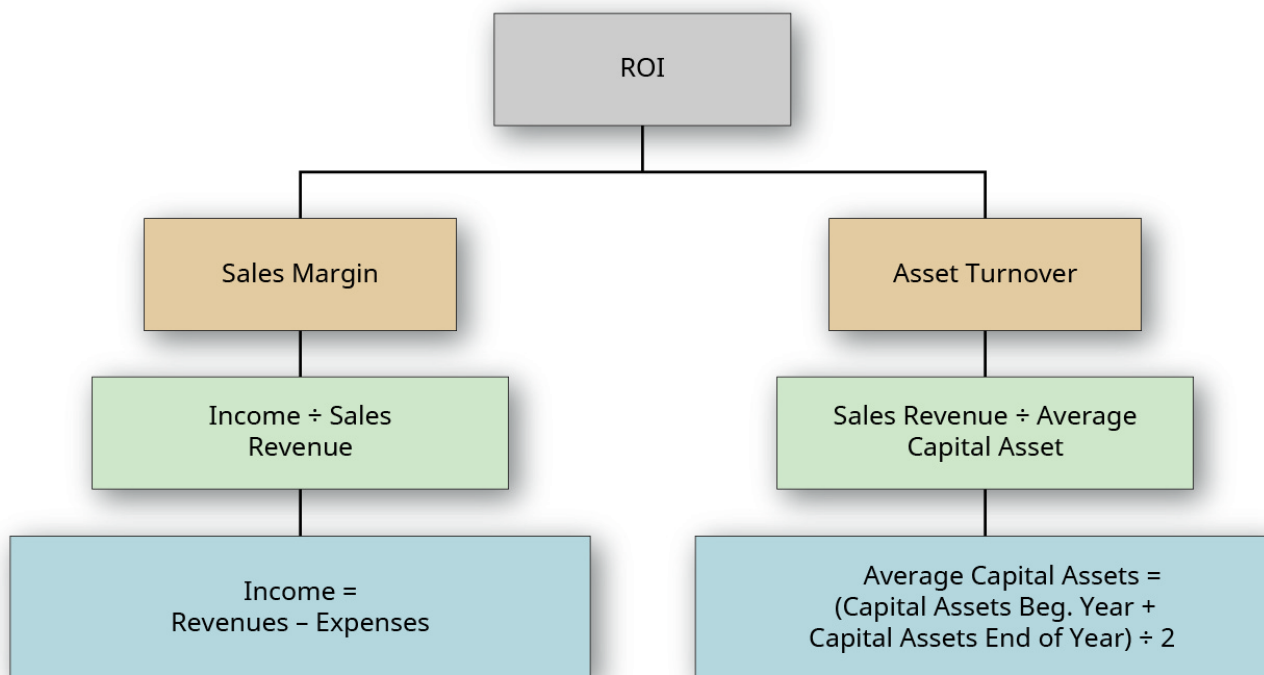 ROI
Sales Margin
Asset Turnover
Income ÷ Sales
Revenue
Sales Revenue ÷ Average
Capital Asset
Income =
Revenues – Expenses
Average Capital Assets =
(Capital Assets Beg. Year +
Capital Assets End of Year) ÷ 2